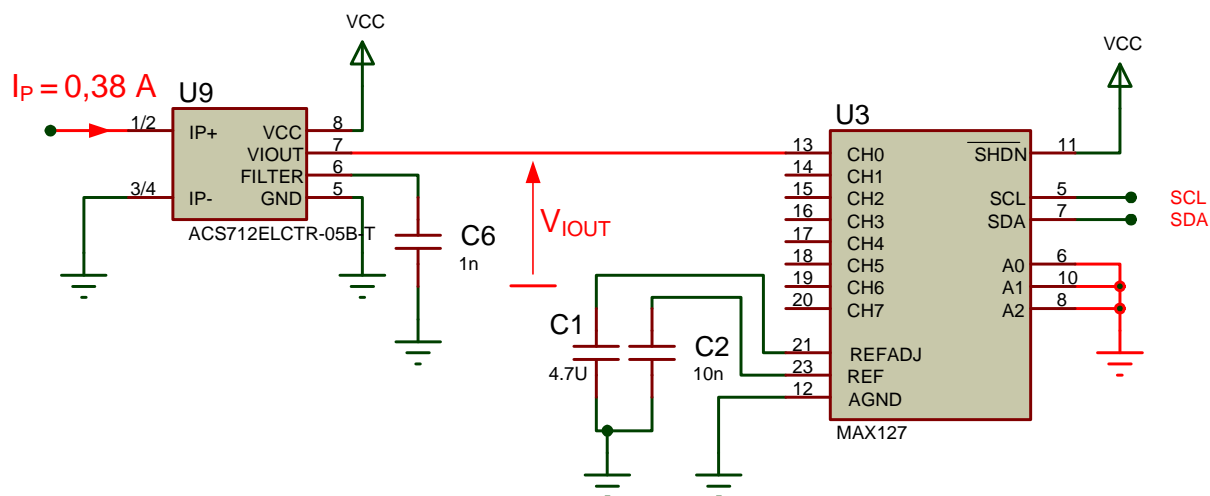 VCC
I_P = 0,38 A
U9
1/2 IP+ VCC 8
VIOUT 7
FILTER 6
3/4 IP- GND 5
ACS712ELCTR-05B-T
C6
1n
V_IOUT
VCC
U3
13 CH0 SHDN 11
14 CH1
15 CH2 SCL 5 SCL
16 CH3 SDA 7 SDA
17 CH4
18 CH5 A0 6
19 CH6 A1 10
20 CH7 A2 8
C1
4.7U
C2
10n
21 REFADJ
23 REF
12 AGND
MAX127